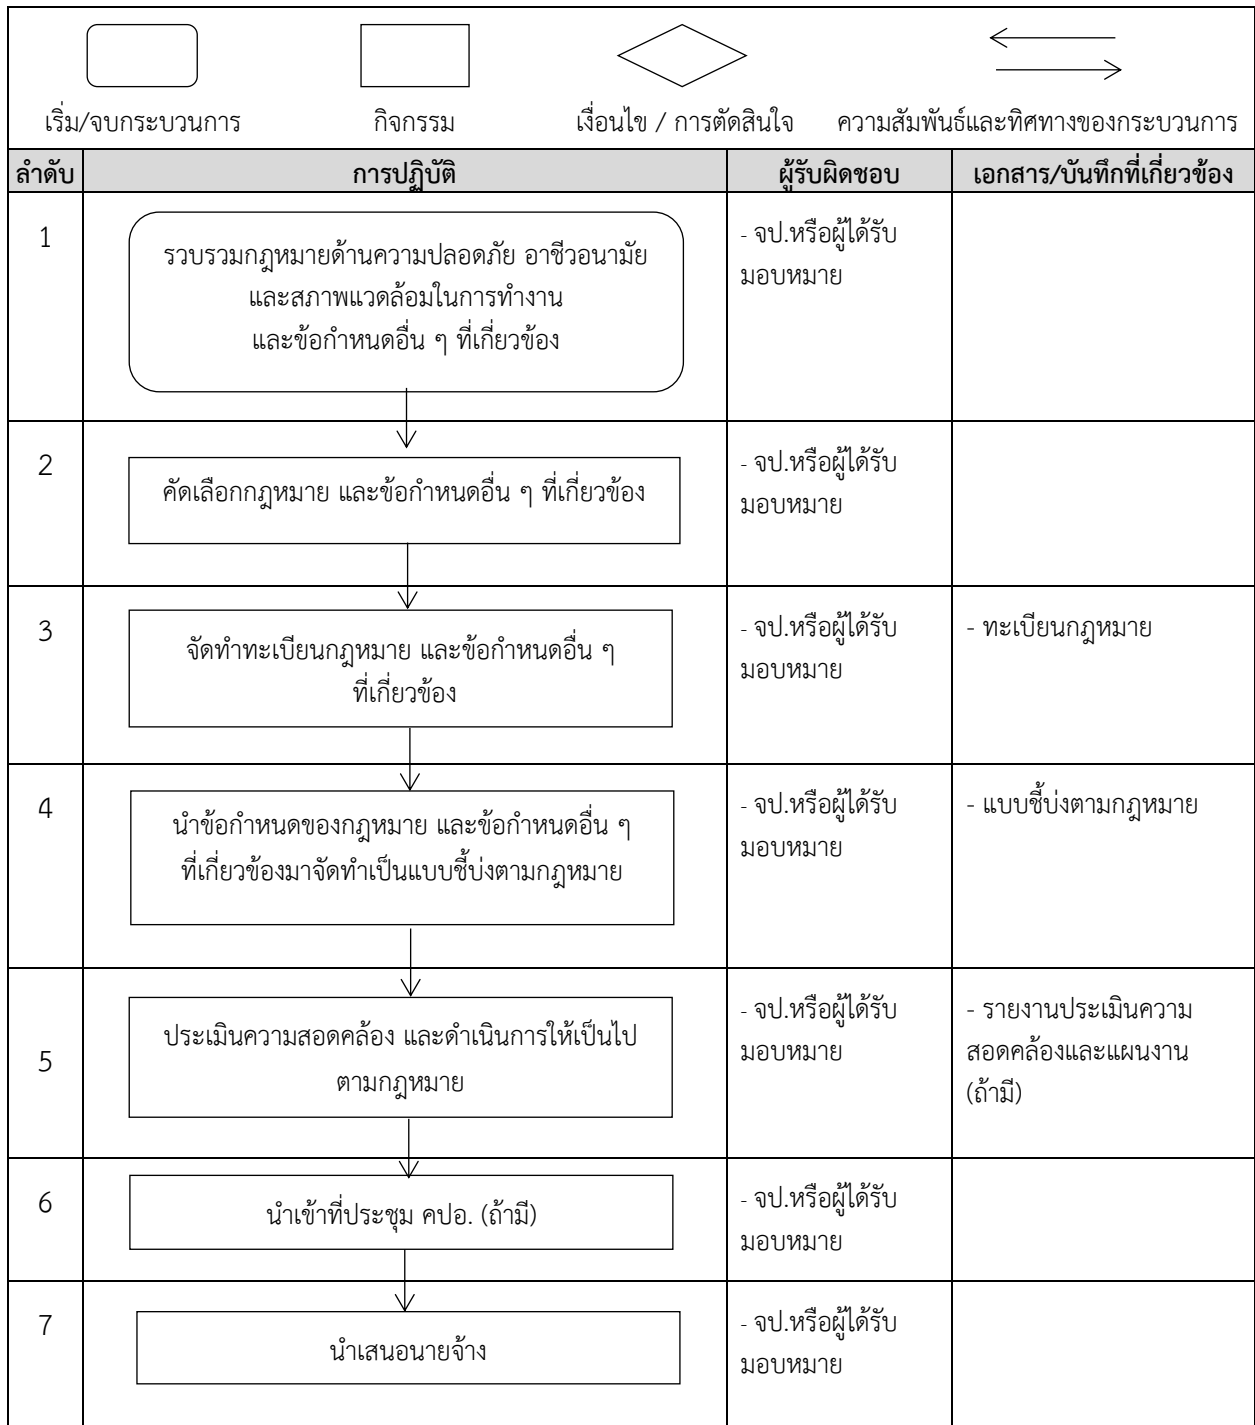 เริ่ม/จบกระบวนการ กิจกรรม เงื่อนไข / การตัดสินใจ ความสัมพันธ์และทิศทางของกระบวนการ
ลำดับ การปฏิบัติ ผู้รับผิดชอบ เอกสาร/บันทึกที่เกี่ยวข้อง
1
รวบรวมกฎหมายด้านความปลอดภัย อาชีวอนามัย
และสภาพแวดล้อมในการทำงาน
และข้อกำหนดอื่น ๆ ที่เกี่ยวข้อง
- จป.หรือผู้ได้รับ
มอบหมาย
2
คัดเลือกกฎหมาย และข้อกำหนดอื่น ๆ ที่เกี่ยวข้อง
- จป.หรือผู้ได้รับ
มอบหมาย
3
จัดทำทะเบียนกฎหมาย และข้อกำหนดอื่น ๆ
ที่เกี่ยวข้อง
- จป.หรือผู้ได้รับ
มอบหมาย
- ทะเบียนกฎหมาย
4
นำข้อกำหนดของกฎหมาย และข้อกำหนดอื่น ๆ
ที่เกี่ยวข้องมาจัดทำเป็นแบบชี้บ่งตามกฎหมาย
- จป.หรือผู้ได้รับ
มอบหมาย
- แบบชี้บ่งตามกฎหมาย
5
ประเมินความสอดคล้อง และดำเนินการให้เป็นไป
ตามกฎหมาย
- จป.หรือผู้ได้รับ
มอบหมาย
- รายงานประเมินความ
สอดคล้องและแผนงาน
(ถ้ามี)
6
นำเข้าที่ประชุม คปอ. (ถ้ามี)
- จป.หรือผู้ได้รับ
มอบหมาย
7
นำเสนอนายจ้าง
- จป.หรือผู้ได้รับ
มอบหมาย